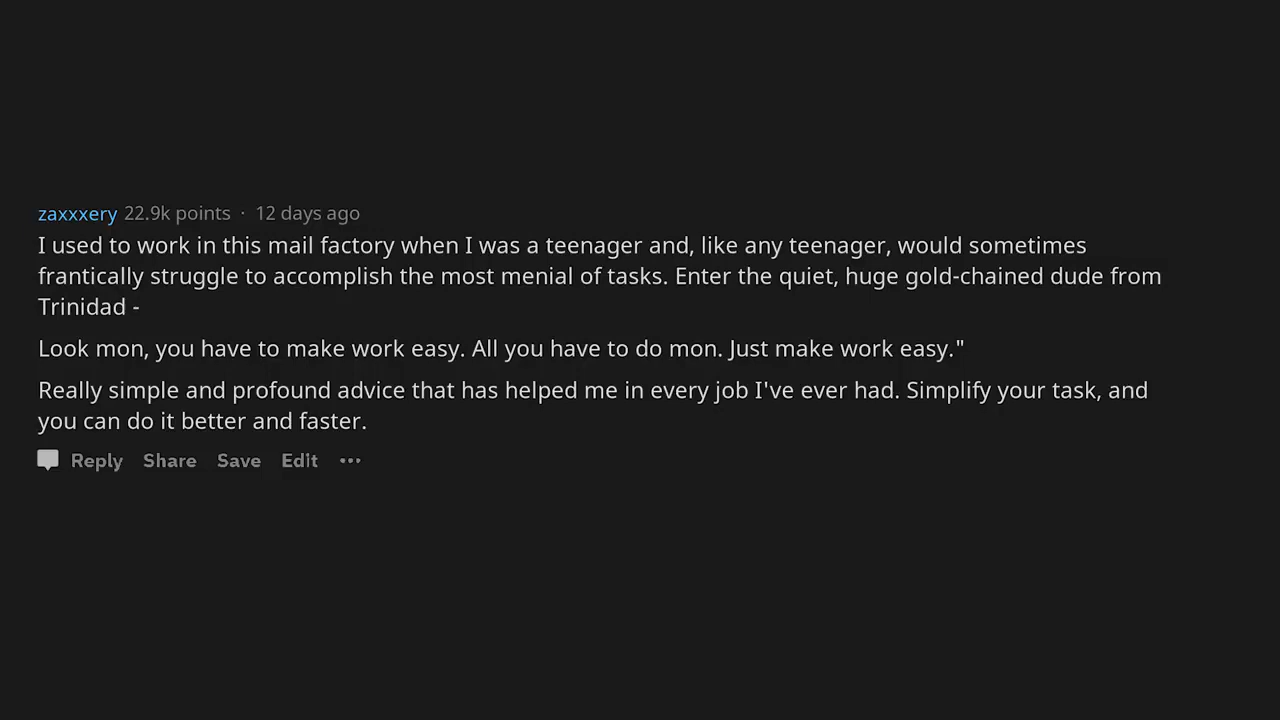 zaxxxery 22.9k points · 12 days ago
I used to work in this mail factory when I was a teenager and, like any teenager, would sometimes
frantically struggle to accomplish the most menial of tasks. Enter the quiet, huge gold-chained dude from
Trinidad -
Look mon, you have to make work easy. All you have to do mon. Just make work easy."
Really simple and profound advice that has helped me in every job I've ever had. Simplify your task, and
you can do it better and faster.
Reply Share Save Edit •••